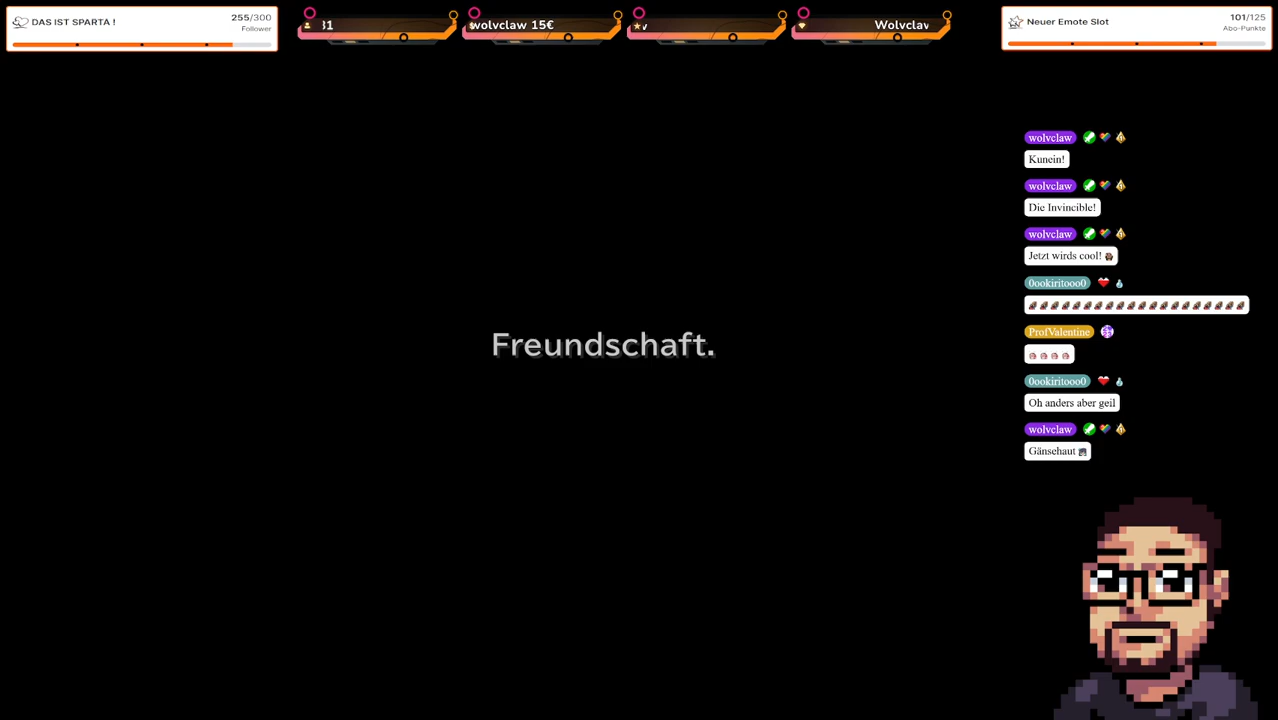 DAS IST SPARTA !
255/300
Follower
wolvclaw 15€
Wolvclaw
Neuer Emote Slot
101/125
Abo-Punkte
wolvclaw
Kunein!
wolvclaw
Die Invincible!
wolvclaw
Jetzt wirds cool!
0ookiritooo0
ProfValentine
0ookiritooo0
Oh anders aber geil
wolvclaw
Gänsehaut
Freundschaft.